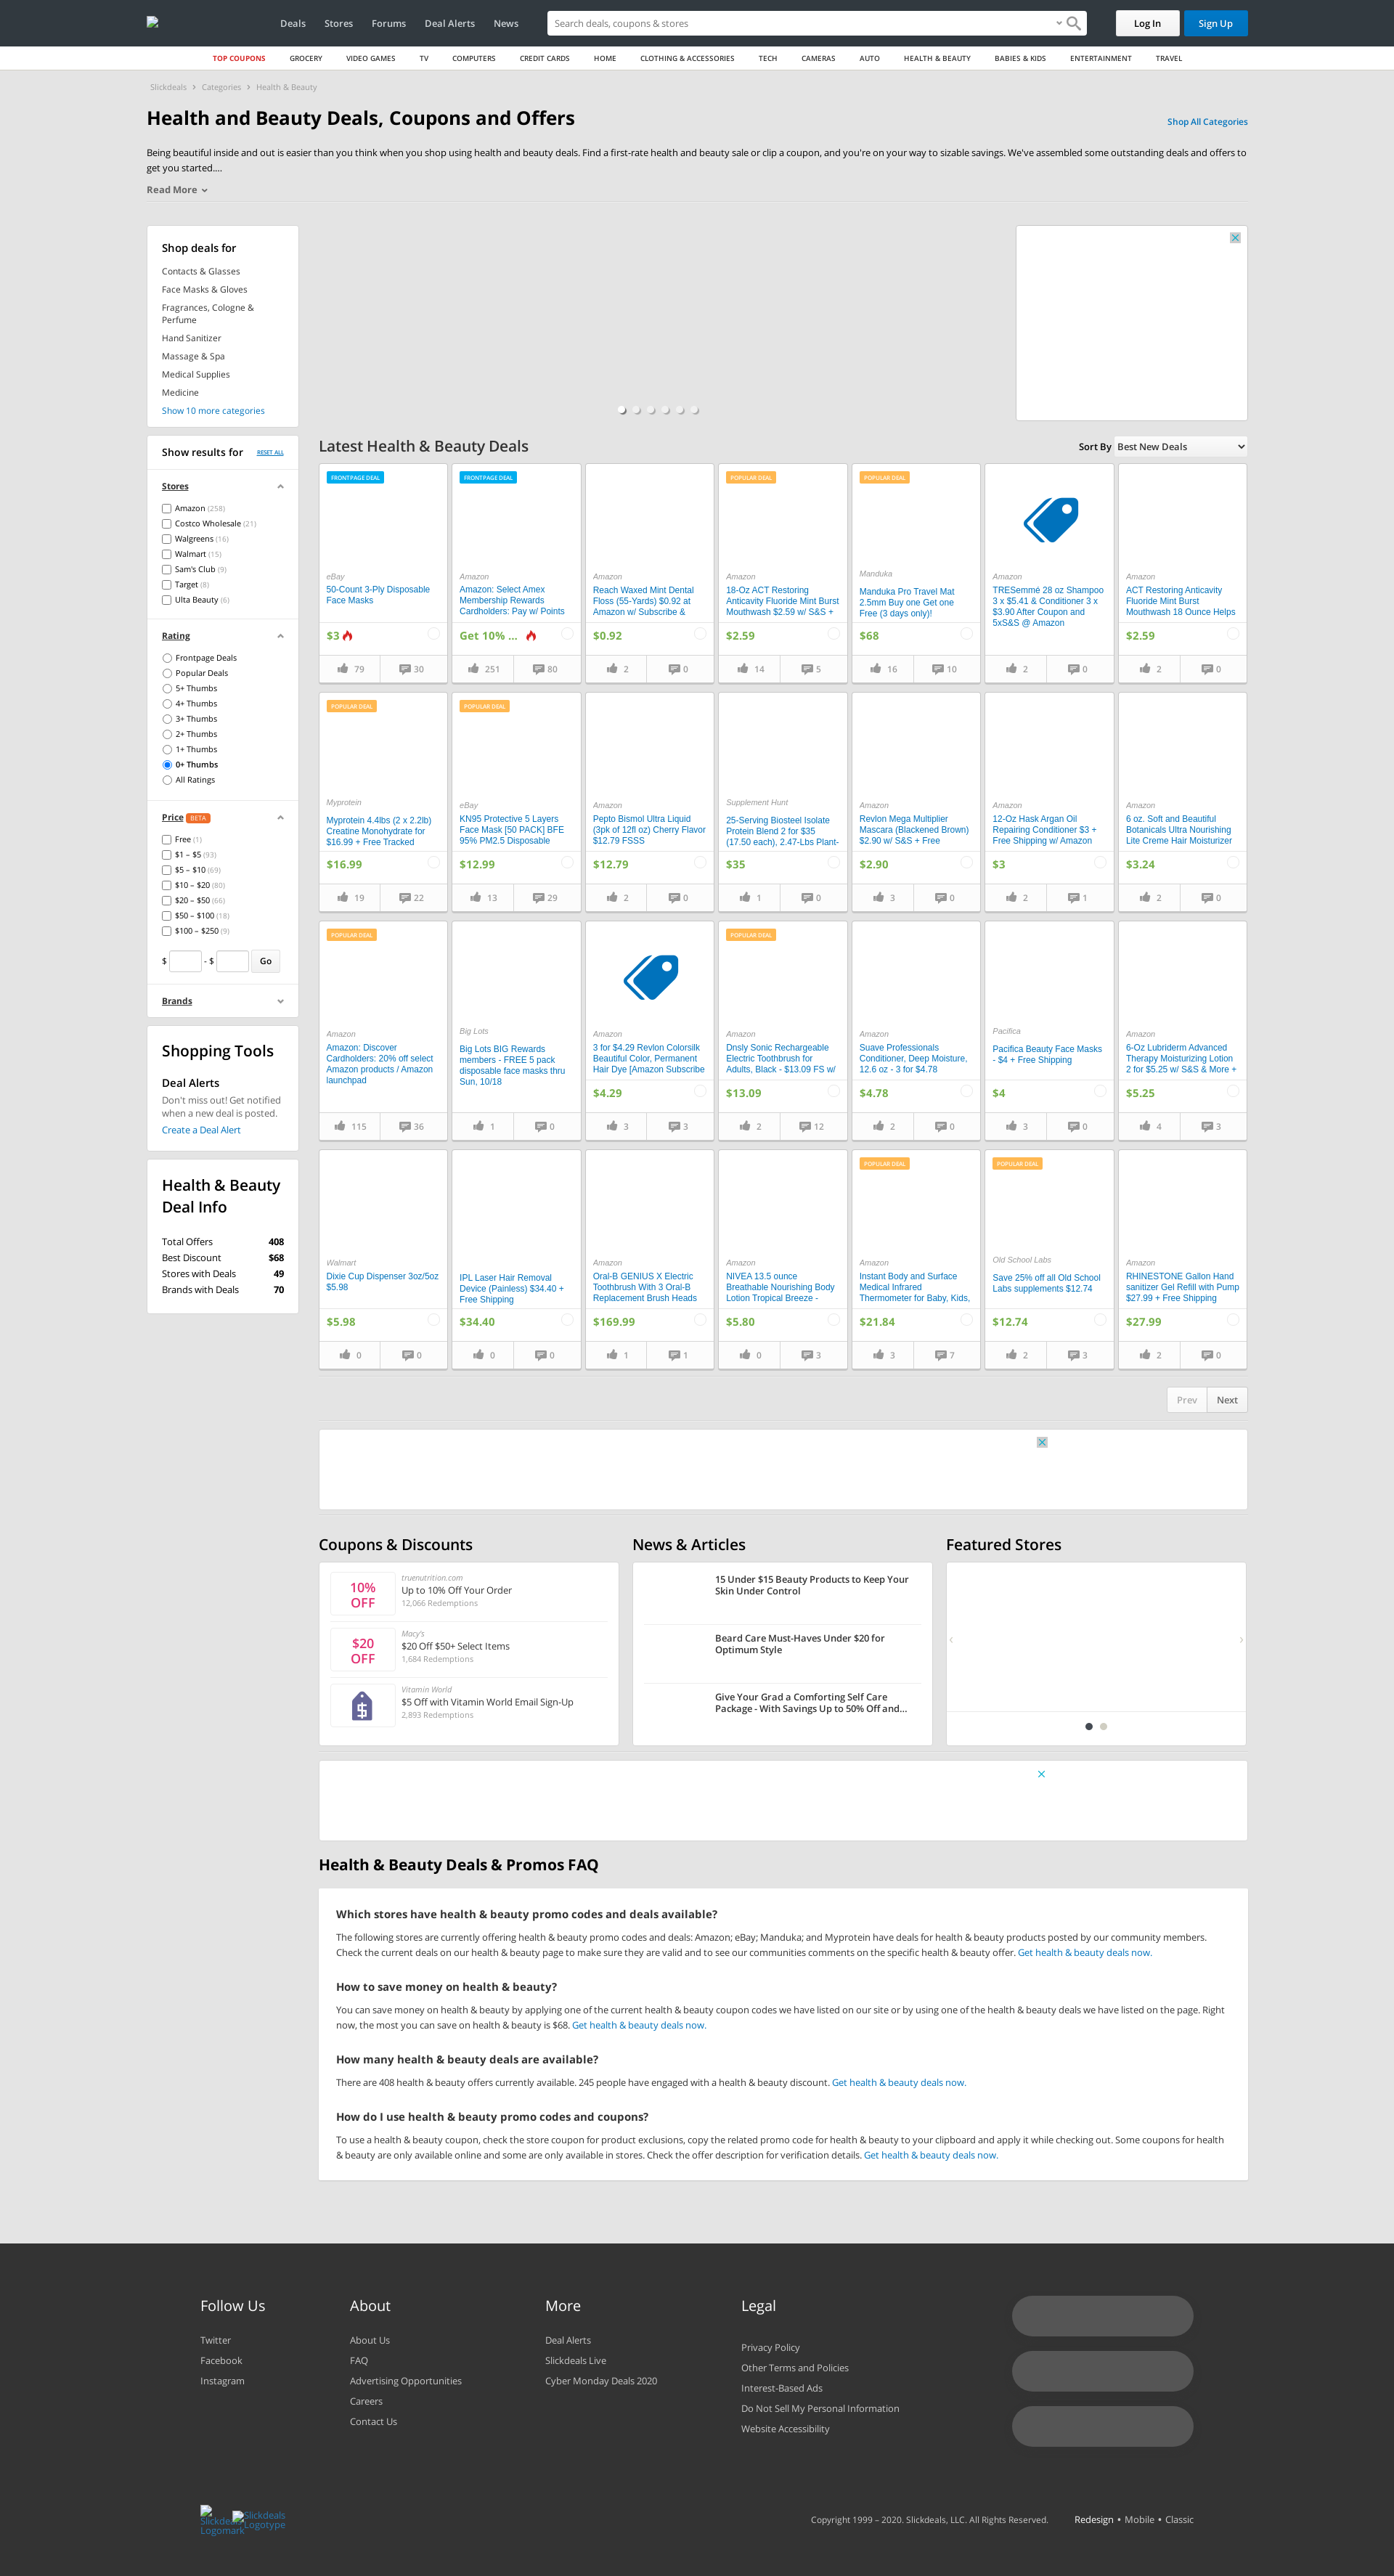 Deals Stores Forums Deal Alerts News
Search deals, coupons & stores
Log In
Sign Up
TOP COUPONS GROCERY VIDEO GAMES TV COMPUTERS CREDIT CARDS HOME CLOTHING & ACCESSORIES TECH CAMERAS AUTO HEALTH & BEAUTY BABIES & KIDS ENTERTAINMENT TRAVEL
Slickdeals › Categories › Health & Beauty
Health and Beauty Deals, Coupons and Offers
Shop All Categories
Being beautiful inside and out is easier than you think when you shop using health and beauty deals. Find a first-rate health and beauty sale or clip a coupon, and you're on your way to sizable savings. We've assembled some outstanding deals and offers to
get you started....
Read More
Shop deals for
Contacts & Glasses
Face Masks & Gloves
Fragrances, Cologne &
Perfume
Hand Sanitizer
Massage & Spa
Medical Supplies
Medicine
Show 10 more categories
Show results for
RESET ALL
Stores
Amazon (258)
Costco Wholesale (21)
Walgreens (16)
Walmart (15)
Sam's Club (9)
Target (8)
Ulta Beauty (6)
Rating
Frontpage Deals
Popular Deals
5+ Thumbs
4+ Thumbs
3+ Thumbs
2+ Thumbs
1+ Thumbs
0+ Thumbs
All Ratings
Price BETA
Free (1)
$1 – $5 (93)
$5 – $10 (69)
$10 – $20 (80)
$20 – $50 (66)
$50 – $100 (18)
$100 – $250 (9)
$ - $ Go
Brands
Shopping Tools
Deal Alerts
Don't miss out! Get notified
when a new deal is posted.
Create a Deal Alert
Health & Beauty
Deal Info
Total Offers 408
Best Discount $68
Stores with Deals 49
Brands with Deals 70
Latest Health & Beauty Deals
Sort By Best New Deals
FRONTPAGE DEAL
eBay
50-Count 3-Ply Disposable
Face Masks
$3
79 30
FRONTPAGE DEAL
Amazon
Amazon: Select Amex
Membership Rewards
Cardholders: Pay w/ Points
Get 10% ...
251 80
Amazon
Reach Waxed Mint Dental
Floss (55-Yards) $0.92 at
Amazon w/ Subscribe &
$0.92
2 0
POPULAR DEAL
Amazon
18-Oz ACT Restoring
Anticavity Fluoride Mint Burst
Mouthwash $2.59 w/ S&S +
$2.59
14 5
POPULAR DEAL
Manduka
Manduka Pro Travel Mat
2.5mm Buy one Get one
Free (3 days only)!
$68
16 10
Amazon
TRESemmé 28 oz Shampoo
3 x $5.41 & Conditioner 3 x
$3.90 After Coupon and
5xS&S @ Amazon
2 0
Amazon
ACT Restoring Anticavity
Fluoride Mint Burst
Mouthwash 18 Ounce Helps
$2.59
2 0
POPULAR DEAL
Myprotein
Myprotein 4.4lbs (2 x 2.2lb)
Creatine Monohydrate for
$16.99 + Free Tracked
$16.99
19 22
POPULAR DEAL
eBay
KN95 Protective 5 Layers
Face Mask [50 PACK] BFE
95% PM2.5 Disposable
$12.99
13 29
Amazon
Pepto Bismol Ultra Liquid
(3pk of 12fl oz) Cherry Flavor
$12.79 FSSS
$12.79
2 0
Supplement Hunt
25-Serving Biosteel Isolate
Protein Blend 2 for $35
(17.50 each), 2.47-Lbs Plant-
$35
1 0
Amazon
Revlon Mega Multiplier
Mascara (Blackened Brown)
$2.90 w/ S&S + Free
$2.90
3 0
Amazon
12-Oz Hask Argan Oil
Repairing Conditioner $3 +
Free Shipping w/ Amazon
$3
2 1
Amazon
6 oz. Soft and Beautiful
Botanicals Ultra Nourishing
Lite Creme Hair Moisturizer
$3.24
2 0
POPULAR DEAL
Amazon
Amazon: Discover
Cardholders: 20% off select
Amazon products / Amazon
launchpad
115 36
Big Lots
Big Lots BIG Rewards
members - FREE 5 pack
disposable face masks thru
Sun, 10/18
1 0
Amazon
3 for $4.29 Revlon Colorsilk
Beautiful Color, Permanent
Hair Dye [Amazon Subscribe
$4.29
3 3
POPULAR DEAL
Amazon
Dnsly Sonic Rechargeable
Electric Toothbrush for
Adults, Black - $13.09 FS w/
$13.09
2 12
Amazon
Suave Professionals
Conditioner, Deep Moisture,
12.6 oz - 3 for $4.78
$4.78
2 0
Pacifica
Pacifica Beauty Face Masks
- $4 + Free Shipping
$4
3 0
Amazon
6-Oz Lubriderm Advanced
Therapy Moisturizing Lotion
2 for $5.25 w/ S&S & More +
$5.25
4 3
Walmart
Dixie Cup Dispenser 3oz/5oz
$5.98
$5.98
0 0
IPL Laser Hair Removal
Device (Painless) $34.40 +
Free Shipping
$34.40
0 0
Amazon
Oral-B GENIUS X Electric
Toothbrush With 3 Oral-B
Replacement Brush Heads
$169.99
1 1
Amazon
NIVEA 13.5 ounce
Breathable Nourishing Body
Lotion Tropical Breeze -
$5.80
0 3
POPULAR DEAL
Amazon
Instant Body and Surface
Medical Infrared
Thermometer for Baby, Kids,
$21.84
3 7
POPULAR DEAL
Old School Labs
Save 25% off all Old School
Labs supplements $12.74
$12.74
2 3
Amazon
RHINESTONE Gallon Hand
sanitizer Gel Refill with Pump
$27.99 + Free Shipping
$27.99
2 0
Prev Next
Coupons & Discounts
10%
OFF
truenutrition.com
Up to 10% Off Your Order
12,066 Redemptions
$20
OFF
Macy's
$20 Off $50+ Select Items
1,684 Redemptions
Vitamin World
$5 Off with Vitamin World Email Sign-Up
2,893 Redemptions
News & Articles
15 Under $15 Beauty Products to Keep Your
Skin Under Control
Beard Care Must-Haves Under $20 for
Optimum Style
Give Your Grad a Comforting Self Care
Package - With Savings Up to 50% Off and...
Featured Stores
Health & Beauty Deals & Promos FAQ
Which stores have health & beauty promo codes and deals available?
The following stores are currently offering health & beauty promo codes and deals: Amazon; eBay; Manduka; and Myprotein have deals for health & beauty products posted by our community members.
Check the current deals on our health & beauty page to make sure they are valid and to see our communities comments on the specific health & beauty offer. Get health & beauty deals now.
How to save money on health & beauty?
You can save money on health & beauty by applying one of the current health & beauty coupon codes we have listed on our site or by using one of the health & beauty deals we have listed on the page. Right
now, the most you can save on health & beauty is $68. Get health & beauty deals now.
How many health & beauty deals are available?
There are 408 health & beauty offers currently available. 245 people have engaged with a health & beauty discount. Get health & beauty deals now.
How do I use health & beauty promo codes and coupons?
To use a health & beauty coupon, check the store coupon for product exclusions, copy the related promo code for health & beauty to your clipboard and apply it while checking out. Some coupons for health
& beauty are only available online and some are only available in stores. Check the offer description for verification details. Get health & beauty deals now.
Follow Us
Twitter
Facebook
Instagram
About
About Us
FAQ
Advertising Opportunities
Careers
Contact Us
More
Deal Alerts
Slickdeals Live
Cyber Monday Deals 2020
Legal
Privacy Policy
Other Terms and Policies
Interest-Based Ads
Do Not Sell My Personal Information
Website Accessibility
Slickdeals
Logomark
Slickdeals
Logotype
Copyright 1999 – 2020. Slickdeals, LLC. All Rights Reserved.
Redesign • Mobile • Classic